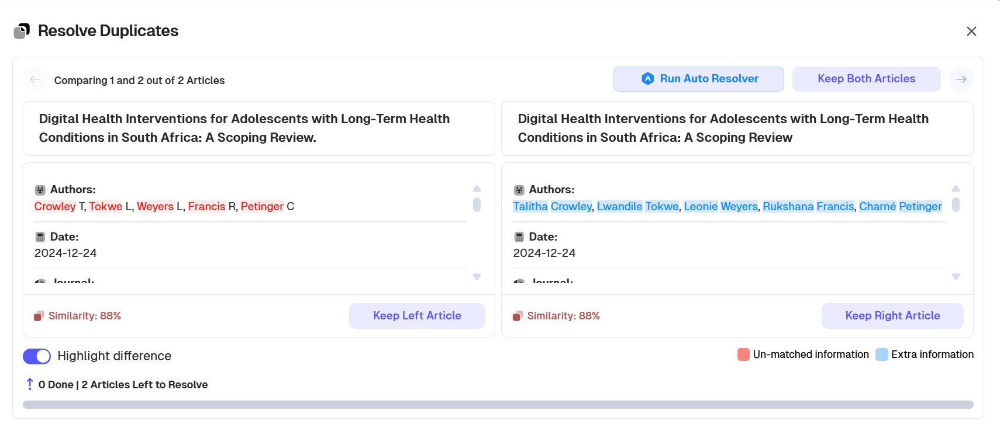 Resolve Duplicates
Comparing 1 and 2 out of 2 Articles
Run Auto Resolver
Keep Both Articles
Digital Health Interventions for Adolescents with Long-Term Health
Conditions in South Africa: A Scoping Review.
Digital Health Interventions for Adolescents with Long-Term Health
Conditions in South Africa: A Scoping Review
Authors:
Crowley T, Tokwe L, Weyers L, Francis R, Petinger C
Date:
2024-12-24
Journal:
Authors:
Talitha Crowley, Lwandile Tokwe, Leonie Weyers, Rukshana Francis, Charné Petinger
Date:
2024-12-24
Journal:
Similarity: 88%
Keep Left Article
Similarity: 88%
Keep Right Article
Highlight difference
Un-matched information
Extra information
0 Done | 2 Articles Left to Resolve